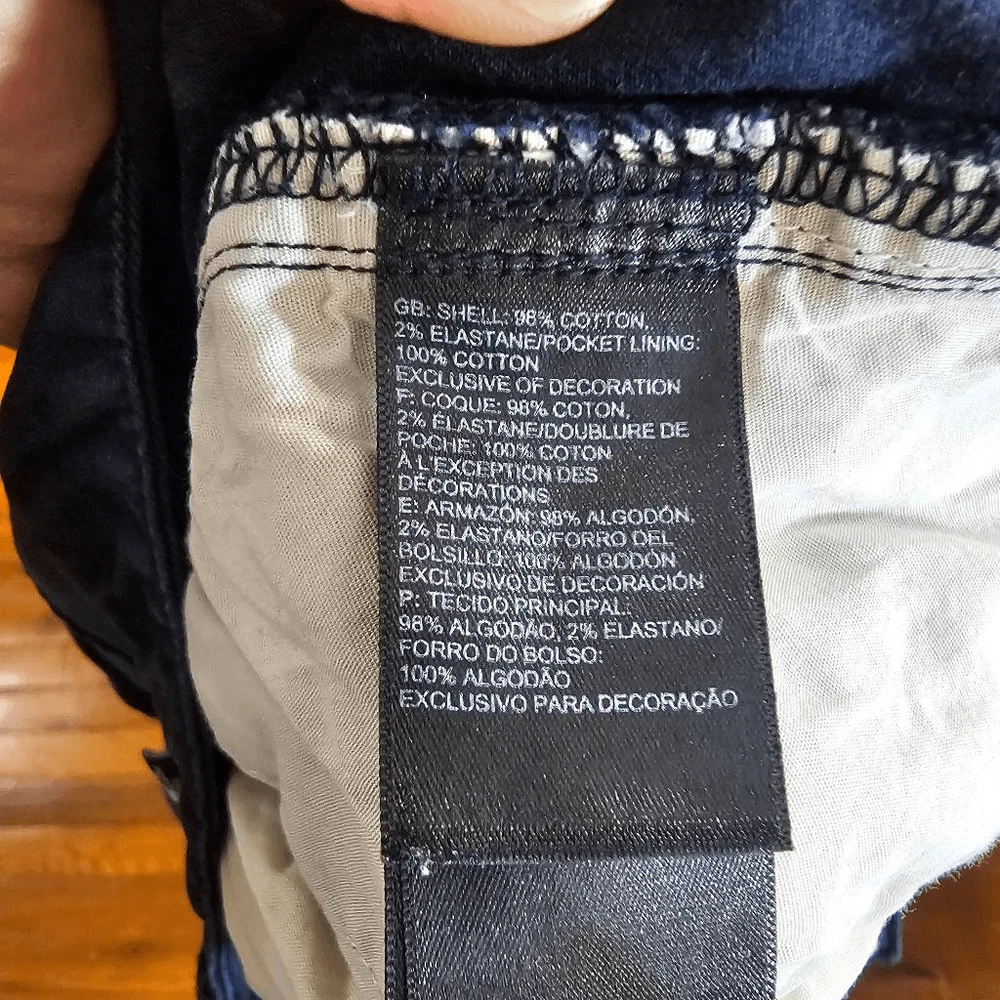 GB: SHELL: 98% COTTON,
2% ELASTANE/POCKET LINING:
100% COTTON
EXCLUSIVE OF DECORATION
F: COQUE: 98% COTON,
2% ÉLASTANE/DOUBLURE DE
POCHE: 100% COTON
À L'EXCEPTION DES
DÉCORATIONS
E: ARMAZÓN: 98% ALGODÓN,
2% ELASTANO/FORRO DEL
BOLSILLO: 100% ALGODÓN
EXCLUSIVO DE DECORACIÓN
P: TECIDO PRINCIPAL:
98% ALGODÃO, 2% ELASTANO/
FORRO DO BOLSO:
100% ALGODÃO
EXCLUSIVO PARA DECORAÇÃO